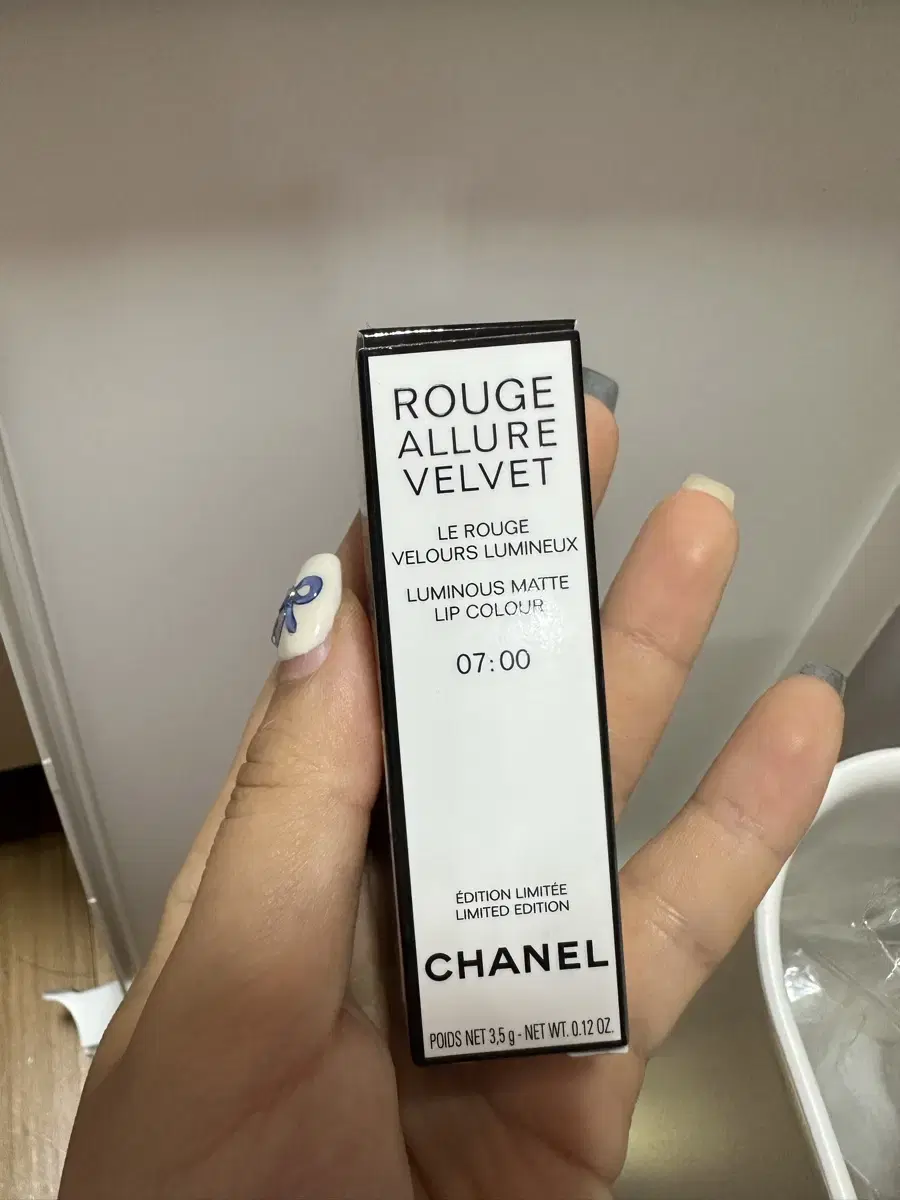 ROUGE
ALLURE
VELVET
LE ROUGE
VELOURS LUMINEUX
LUMINOUS MATTE
LIP COLOUR
07:00
ÉDITION LIMITÉE
LIMITED EDITION
CHANEL
POIDS NET 3,5 g - NET WT. 0.12 OZ.